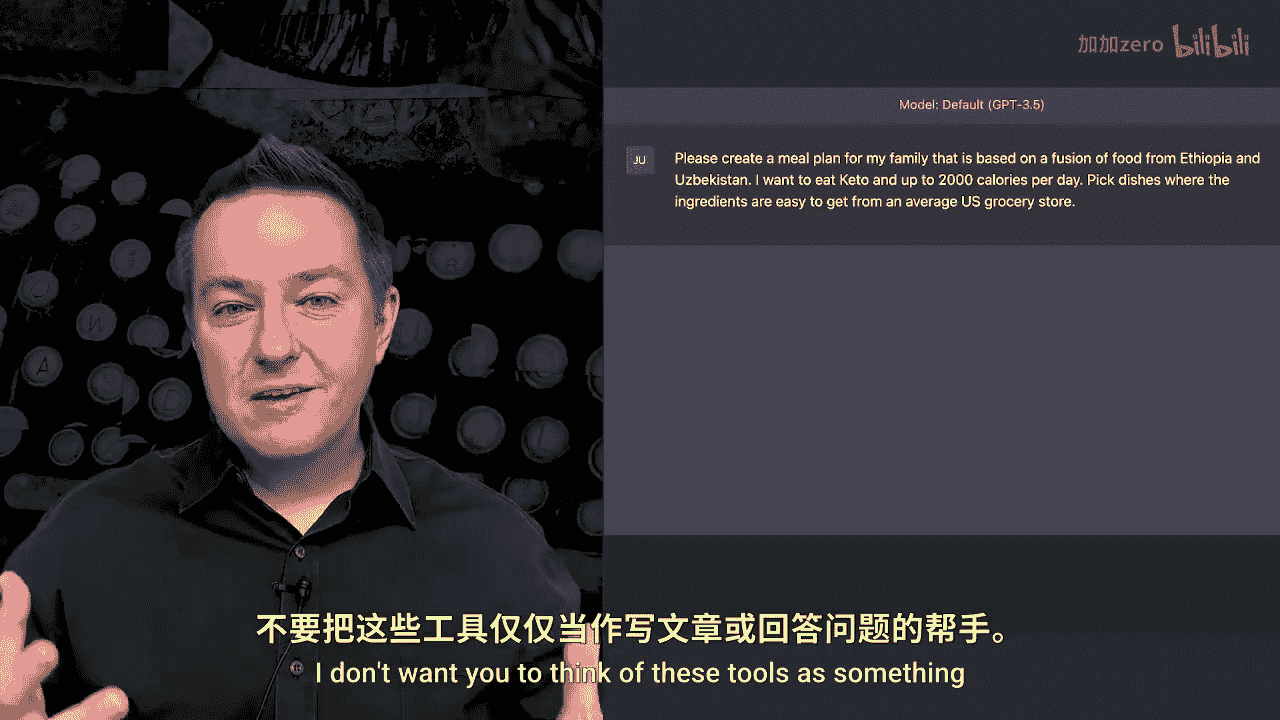 加加zero bilibili
Model: Default (GPT-3.5)
JU
Please create a meal plan for my family that is based on a fusion of food from Ethiopia and
Uzbekistan. I want to eat Keto and up to 2000 calories per day. Pick dishes where the
ingredients are easy to get from an average US grocery store.
不要把这些工具仅仅当作写文章或回答问题的帮手。
I don't want you to think of these tools as something